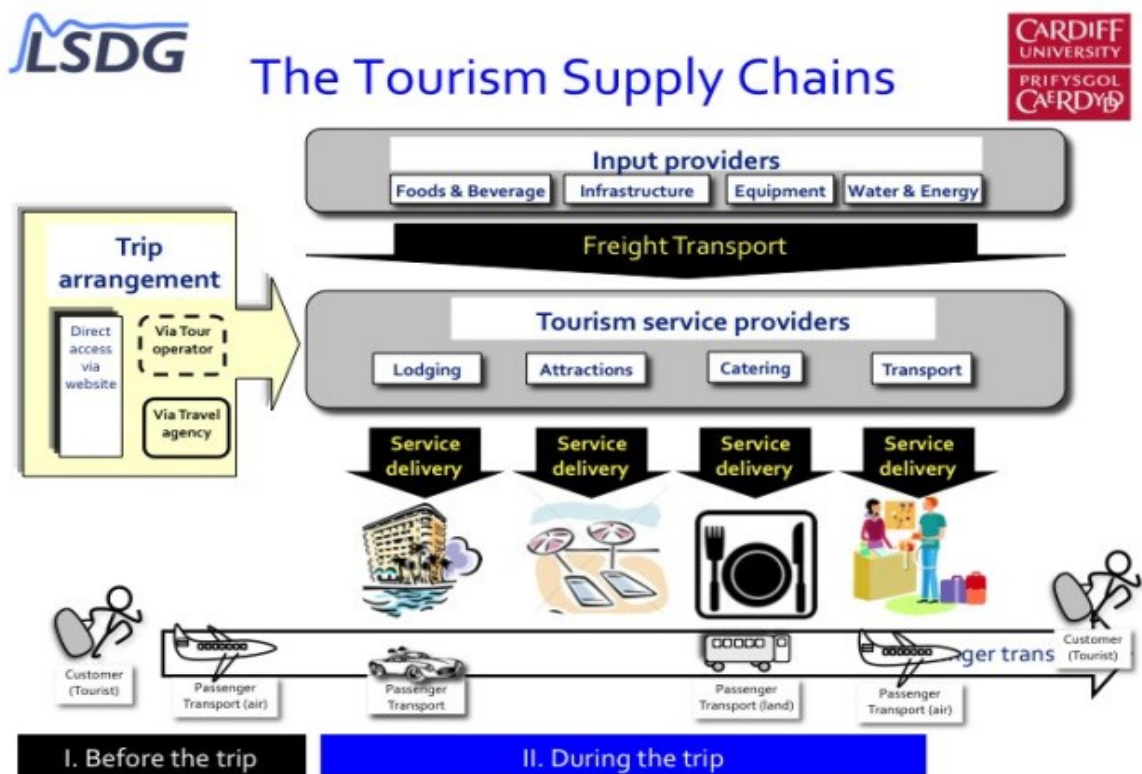 LSDG
The Tourism Supply Chains
CARDIFF
UNIVERSITY
PRIFYSGOL
CAERDYDD
Input providers
Foods & Beverage
Infrastructure
Equipment
Water & Energy
Freight Transport
Trip
arrangement
Direct
access
via
website
Via Tour
operator
Via Travel
agency
Tourism service providers
Lodging
Attractions
Catering
Transport
Service
delivery
Service
delivery
Service
delivery
Service
delivery
Customer
(Tourist)
Passenger
Transport (air)
Passenger
Transport
Passenger
Transport (land)
Passenger
Transport (air)
nger trans
Customer
(Tourist)
I. Before the trip
II. During the trip